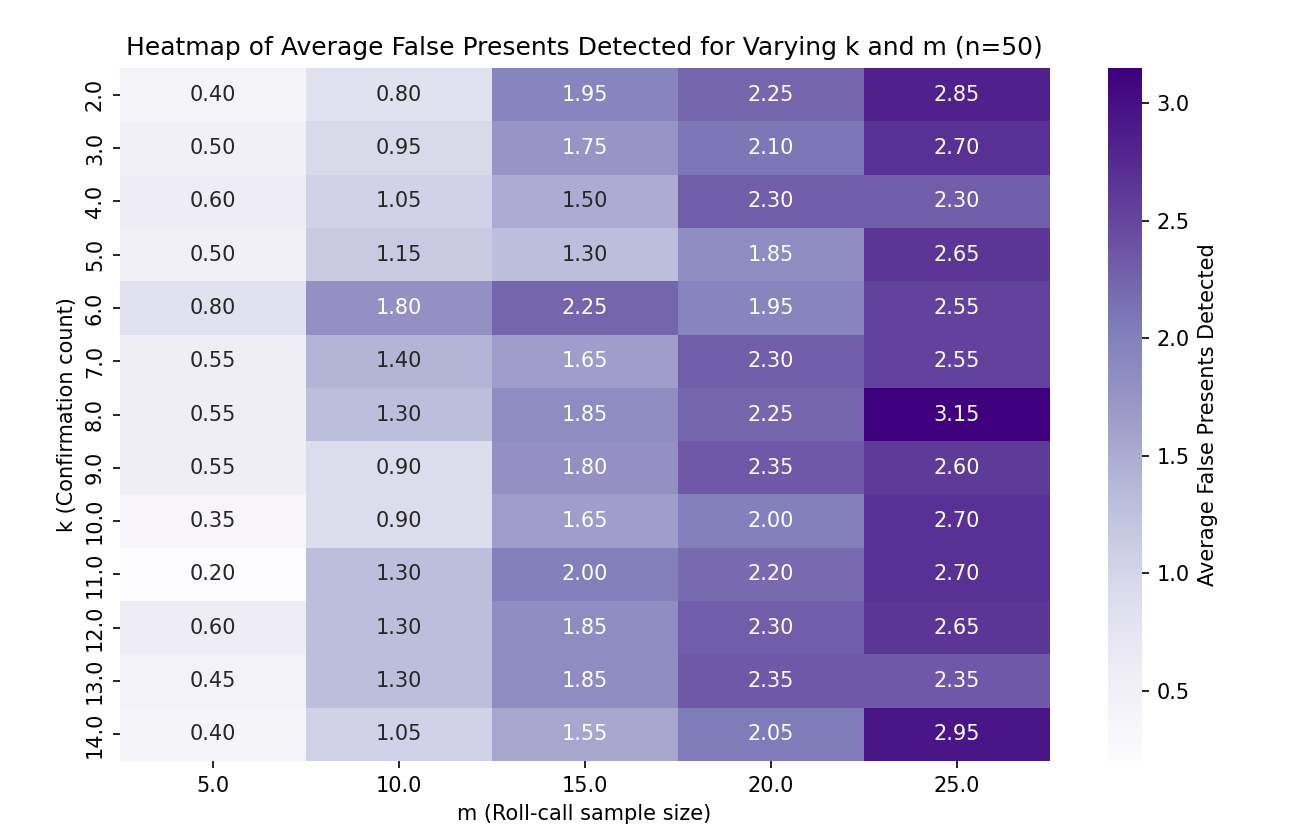 Heatmap of Average False Presents Detected for Varying k and m (n=50)
k (Confirmation count)
2.0 0.40 0.80 1.95 2.25 2.85
3.0 0.50 0.95 1.75 2.10 2.70
4.0 0.60 1.05 1.50 2.30 2.30
5.0 0.50 1.15 1.30 1.85 2.65
6.0 0.80 1.80 2.25 1.95 2.55
7.0 0.55 1.40 1.65 2.30 2.55
8.0 0.55 1.30 1.85 2.25 3.15
9.0 0.55 0.90 1.80 2.35 2.60
10.0 0.35 0.90 1.65 2.00 2.70
11.0 0.20 1.30 2.00 2.20 2.70
12.0 0.60 1.30 1.85 2.30 2.65
13.0 0.45 1.30 1.85 2.35 2.35
14.0 0.40 1.05 1.55 2.05 2.95
5.0 10.0 15.0 20.0 25.0
m (Roll-call sample size)
3.0
2.5
2.0
1.5
1.0
0.5
Average False Presents Detected